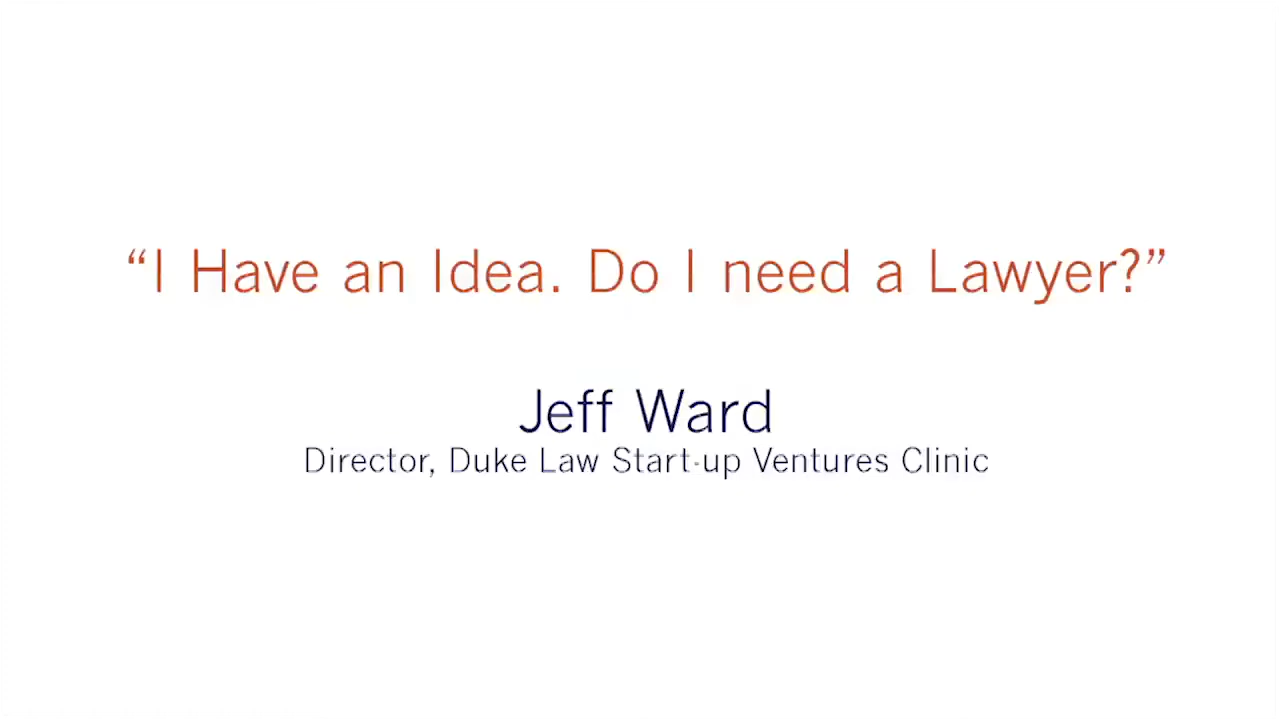 “I Have an Idea. Do I need a Lawyer?”
Jeff Ward
Director, Duke Law Start-up Ventures Clinic